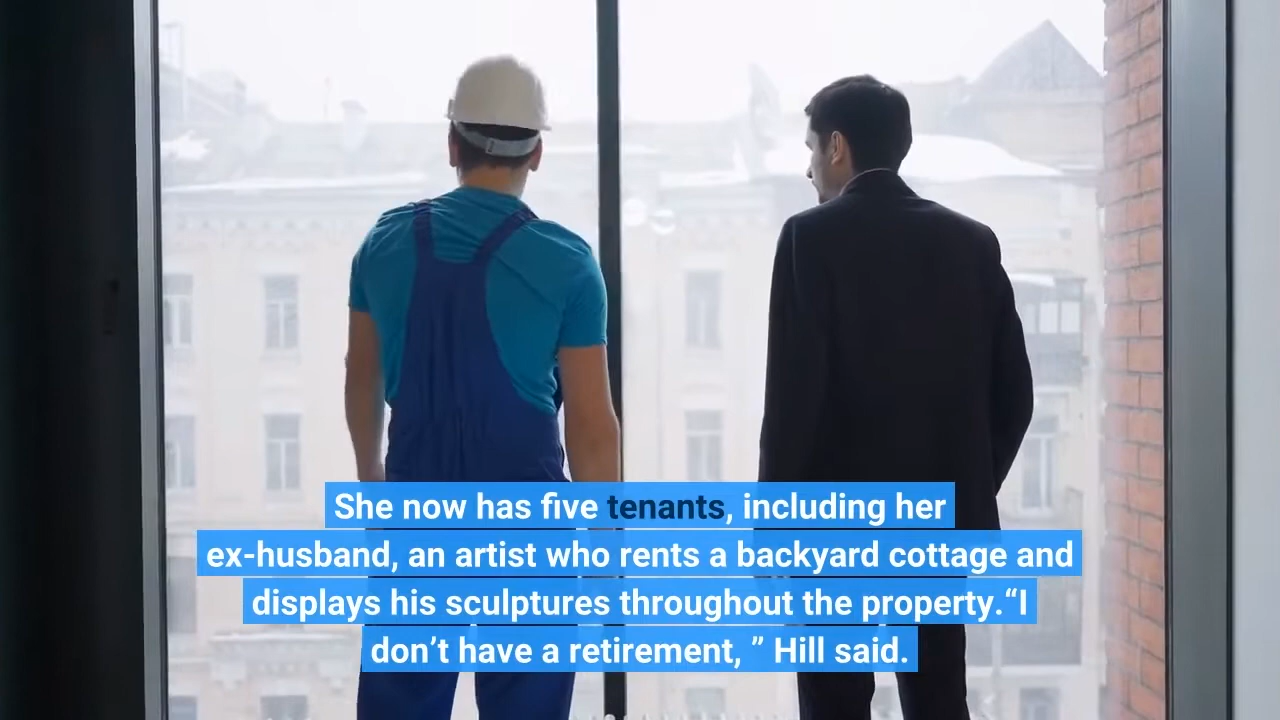 She now has five tenants, including her
ex-husband, an artist who rents a backyard cottage and
displays his sculptures throughout the property.“I
don’t have a retirement, ” Hill said.